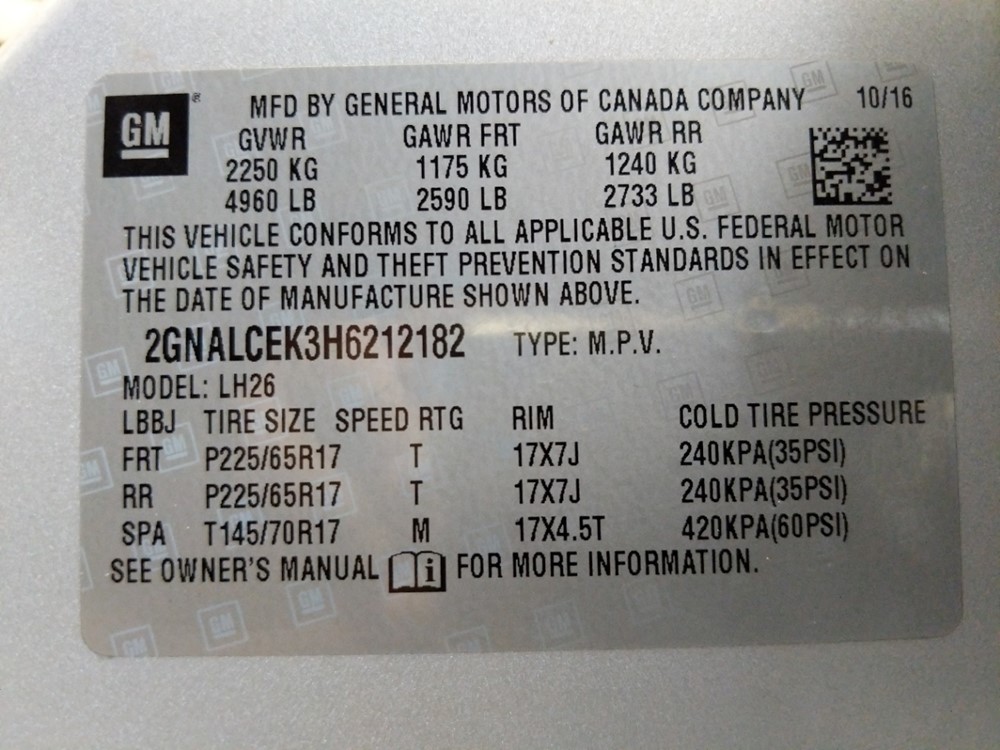 GM ® MFD BY GENERAL MOTORS OF CANADA COMPANY 10/16
GVWR GAWR FRT GAWR RR
2250 KG 1175 KG 1240 KG
4960 LB 2590 LB 2733 LB
THIS VEHICLE CONFORMS TO ALL APPLICABLE U.S. FEDERAL MOTOR
VEHICLE SAFETY AND THEFT PREVENTION STANDARDS IN EFFECT ON
THE DATE OF MANUFACTURE SHOWN ABOVE.
2GNALCEK3H6212182 TYPE: M.P.V.
MODEL: LH26
LBBJ TIRE SIZE SPEED RTG RIM COLD TIRE PRESSURE
FRT P225/65R17 T 17X7J 240KPA(35PSI)
RR P225/65R17 T 17X7J 240KPA(35PSI)
SPA T145/70R17 M 17X4.5T 420KPA(60PSI)
SEE OWNER'S MANUAL i FOR MORE INFORMATION.